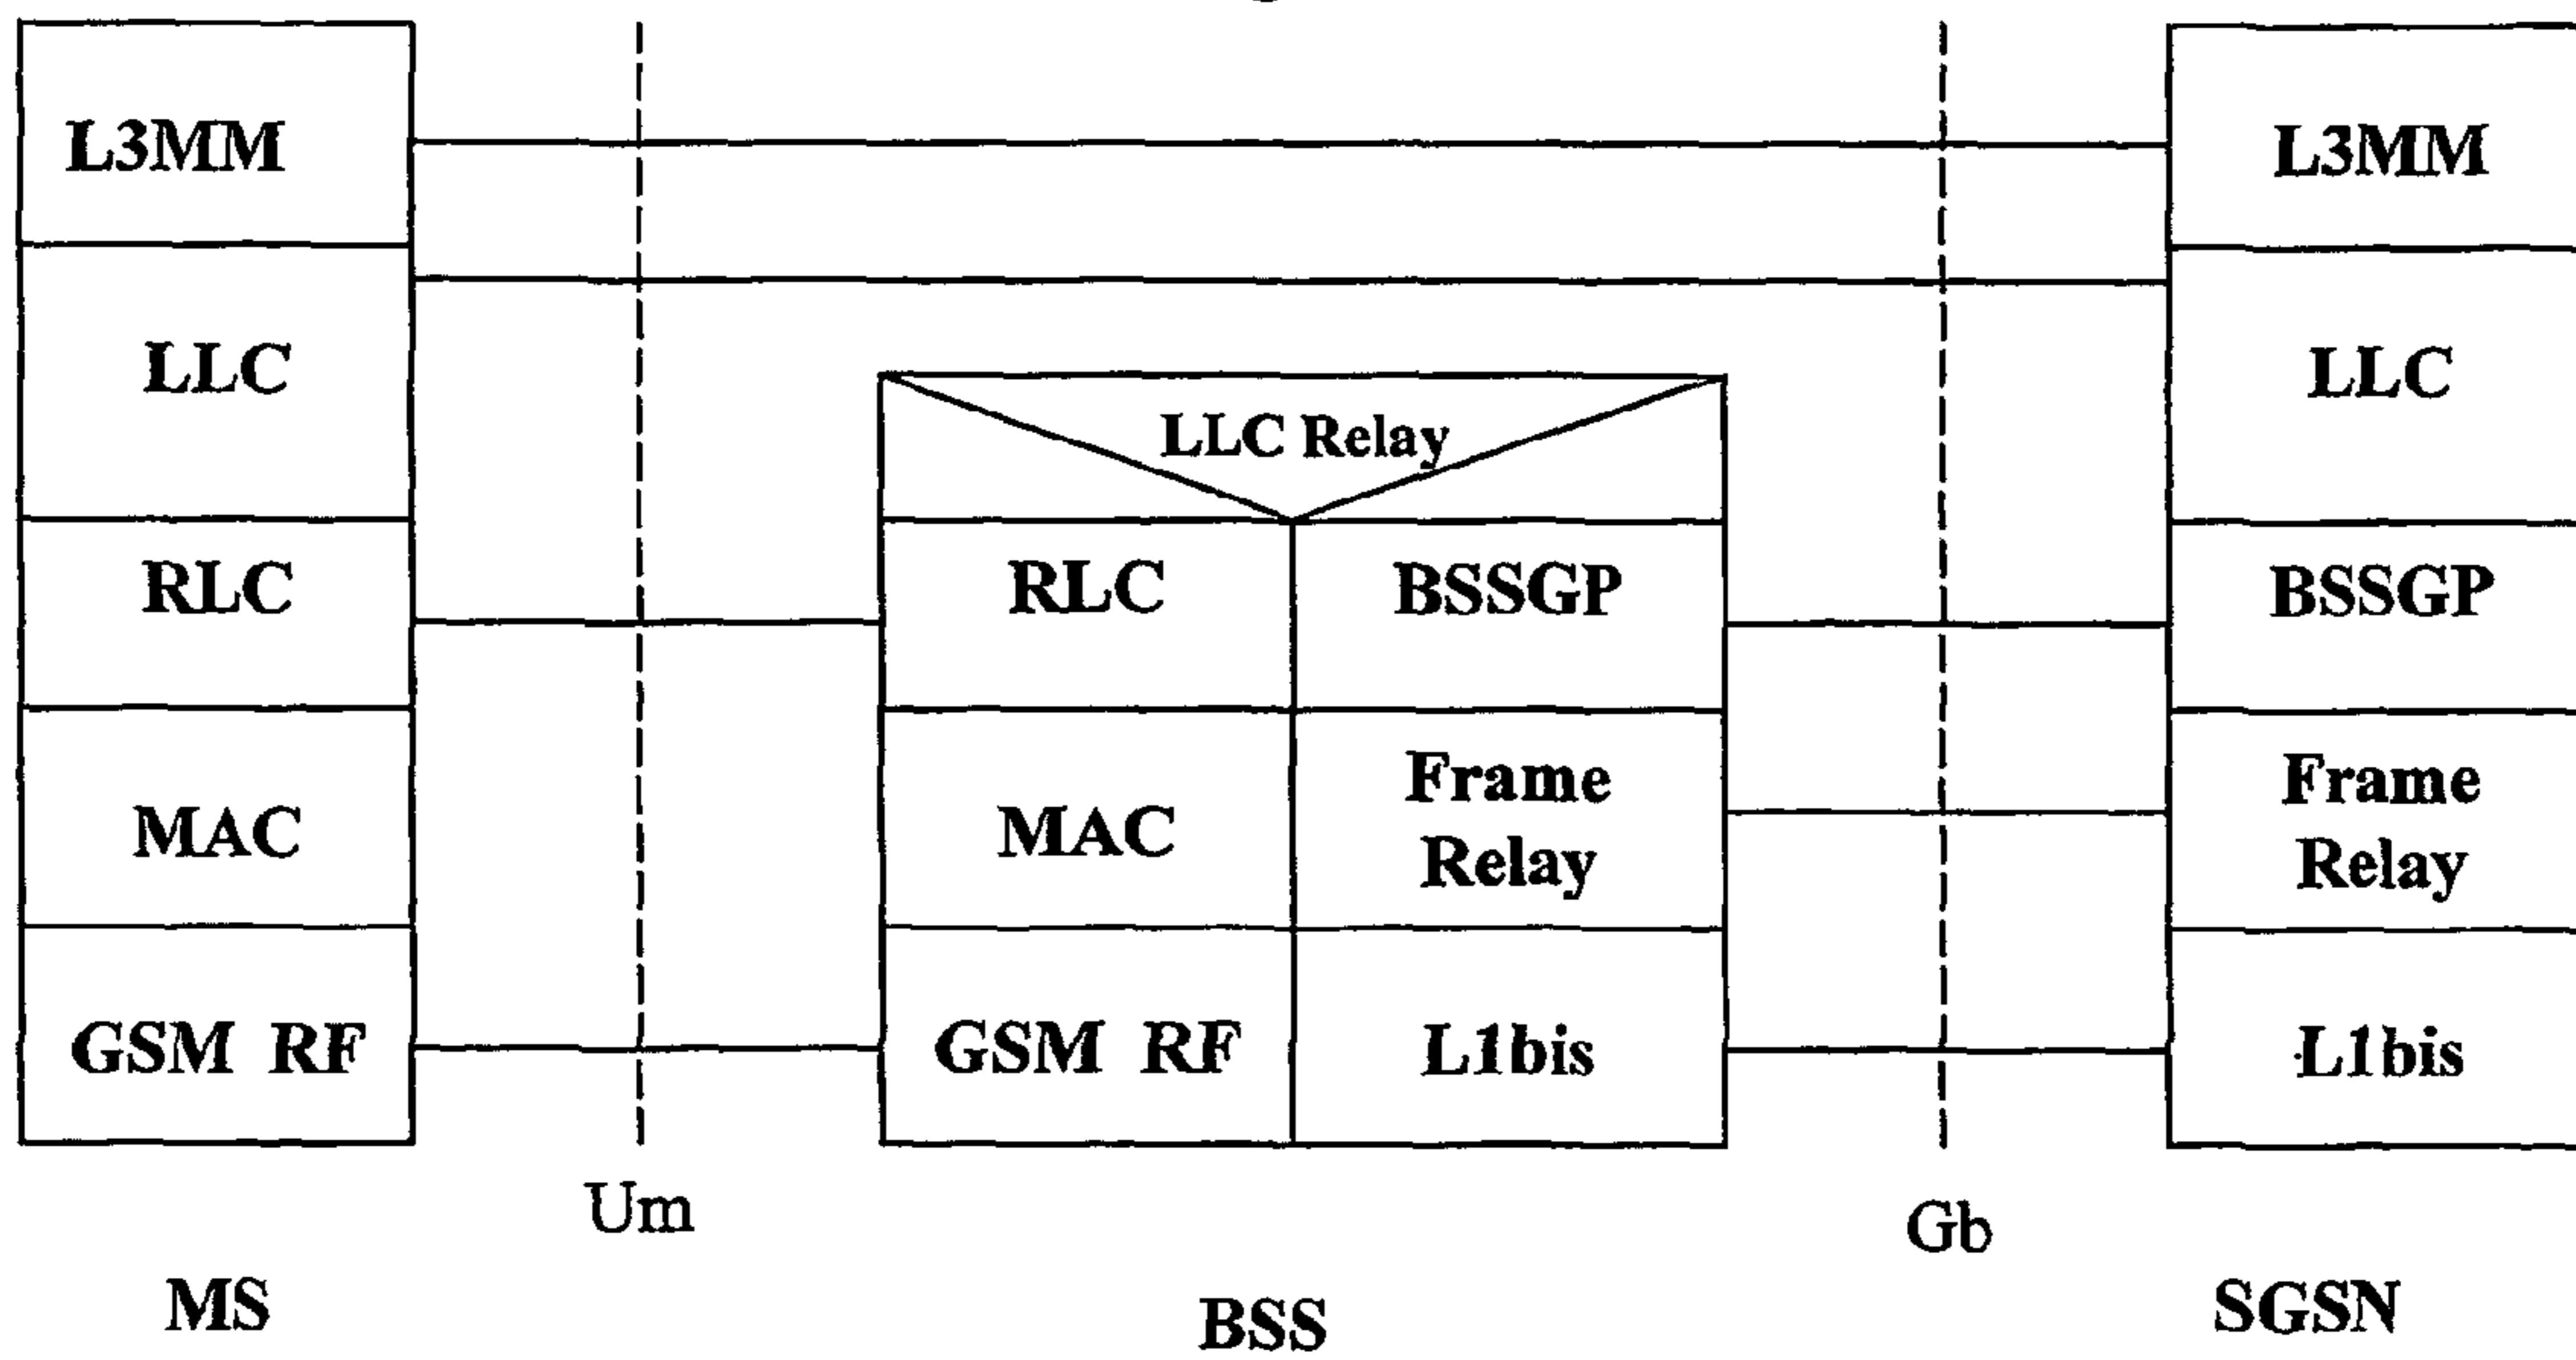 L3MM
L3MM
LLC
LLC
LLC Relay
RLC
RLC
BSSGP
BSSGP
MAC
MAC
Frame
Relay
Frame
Relay
GSM RF
GSM RF
L1bis
L1bis
Um
Gb
MS
BSS
SGSN